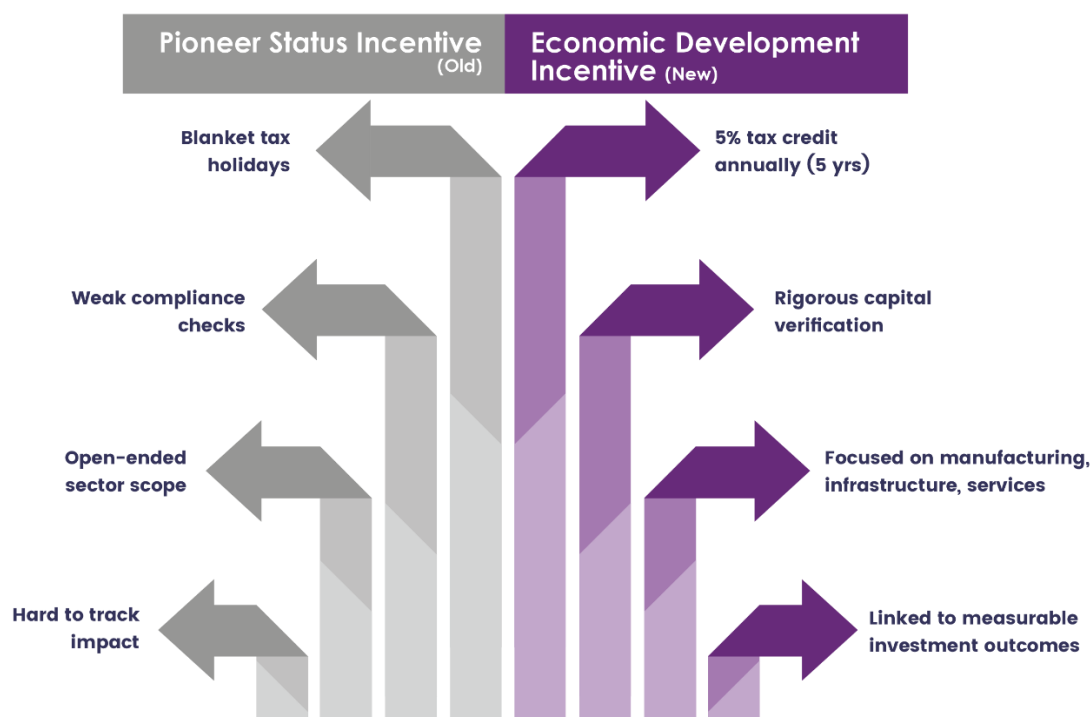 Pioneer Status Incentive
(Old)
Economic Development
Incentive (New)
Blanket tax
holidays
5% tax credit
annually (5 yrs)
Weak compliance
checks
Rigorous capital
verification
Open-ended
sector scope
Focused on manufacturing,
infrastructure, services
Hard to track
impact
Linked to measurable
investment outcomes